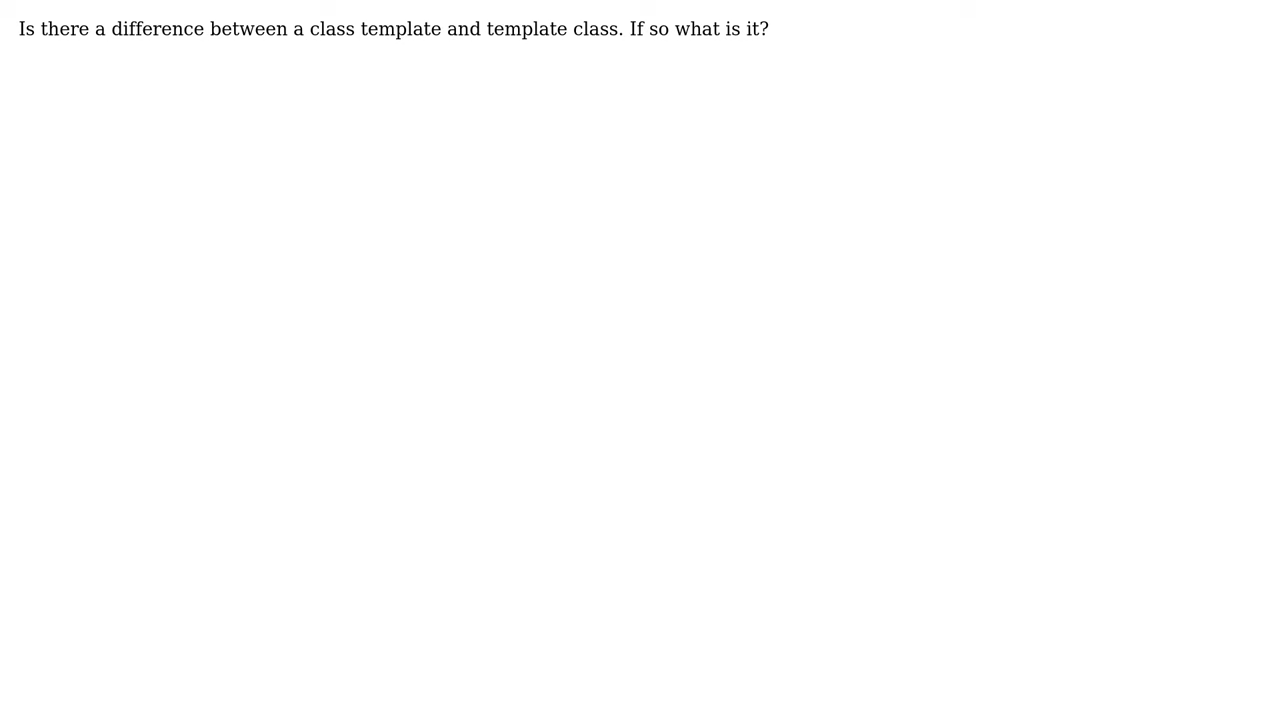 Is there a difference between a class template and template class. If so what is it?